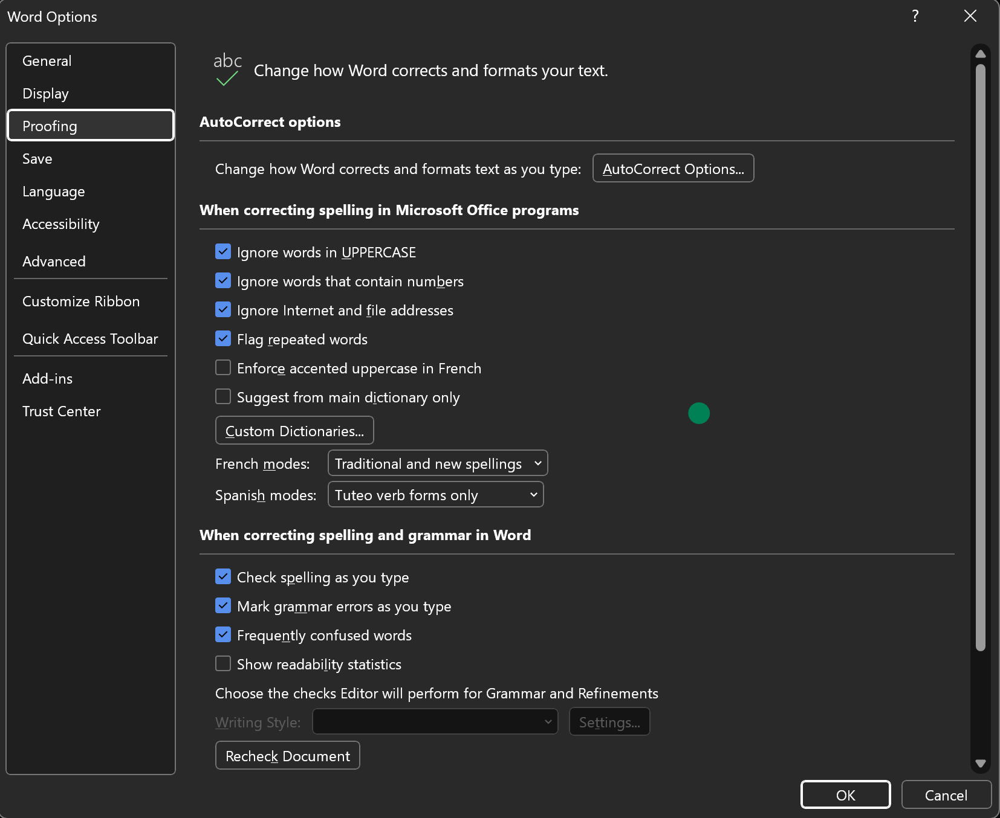 Word Options
?
General
Display
Proofing
Save
Language
Accessibility
Advanced
Customize Ribbon
Quick Access Toolbar
Add-ins
Trust Center
abc
Change how Word corrects and formats your text.
AutoCorrect options
Change how Word corrects and formats text as you type: AutoCorrect Options...
When correcting spelling in Microsoft Office programs
Ignore words in UPPERCASE
Ignore words that contain numbers
Ignore Internet and file addresses
Flag repeated words
Enforce accented uppercase in French
Suggest from main dictionary only
Custom Dictionaries...
French modes: Traditional and new spellings
Spanish modes: Tuteo verb forms only
When correcting spelling and grammar in Word
Check spelling as you type
Mark grammar errors as you type
Frequently confused words
Show readability statistics
Choose the checks Editor will perform for Grammar and Refinements
Writing Style: Settings...
Recheck Document
OK Cancel